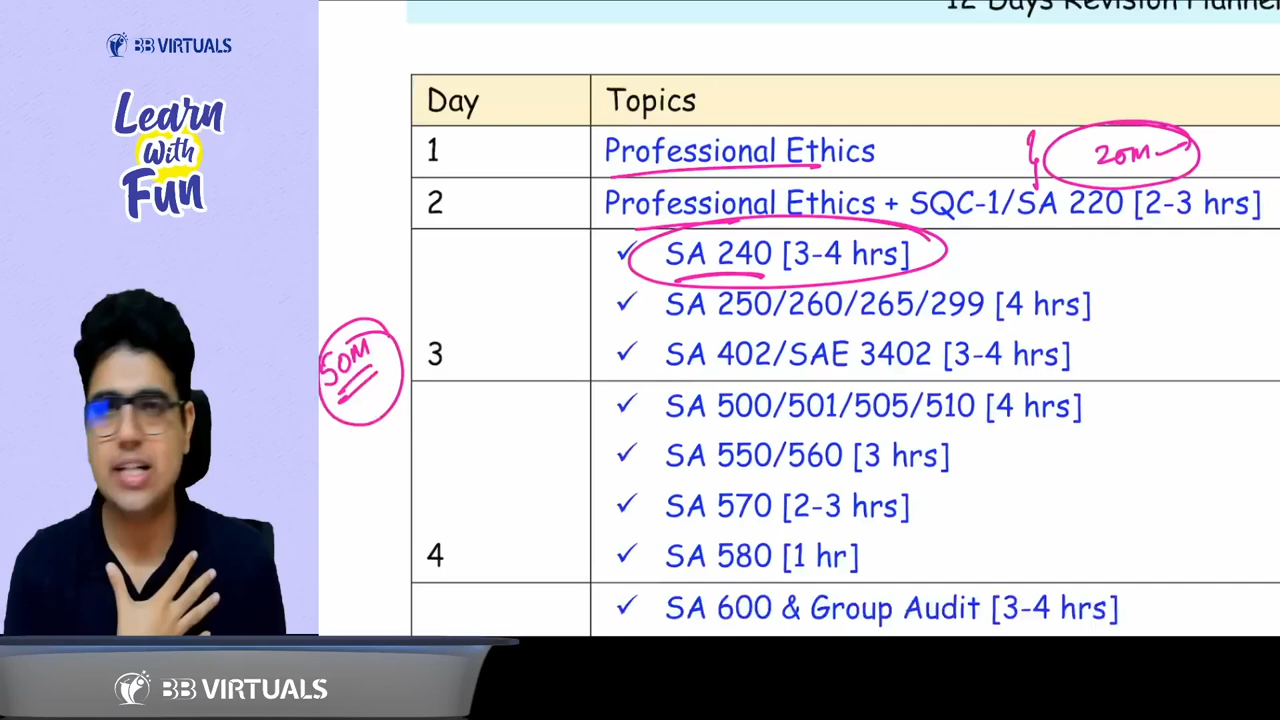 BB VIRTUALS
Learn
With
Fun
12 Days Revision Planner
Day Topics
1 Professional Ethics 20M
2 Professional Ethics + SQC-1/SA 220 [2-3 hrs]
✓ SA 240 [3-4 hrs]
✓ SA 250/260/265/299 [4 hrs]
50M
3 ✓ SA 402/SAE 3402 [3-4 hrs]
✓ SA 500/501/505/510 [4 hrs]
✓ SA 550/560 [3 hrs]
✓ SA 570 [2-3 hrs]
4 ✓ SA 580 [1 hr]
✓ SA 600 & Group Audit [3-4 hrs]
BB VIRTUALS